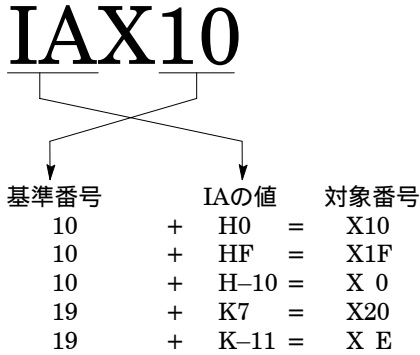 IAX10
基準番号 IAの値 対象番号
10 + H0 = X10
10 + HF = X1F
10 + H–10 = X 0
19 + K7 = X20
19 + K–11 = X E